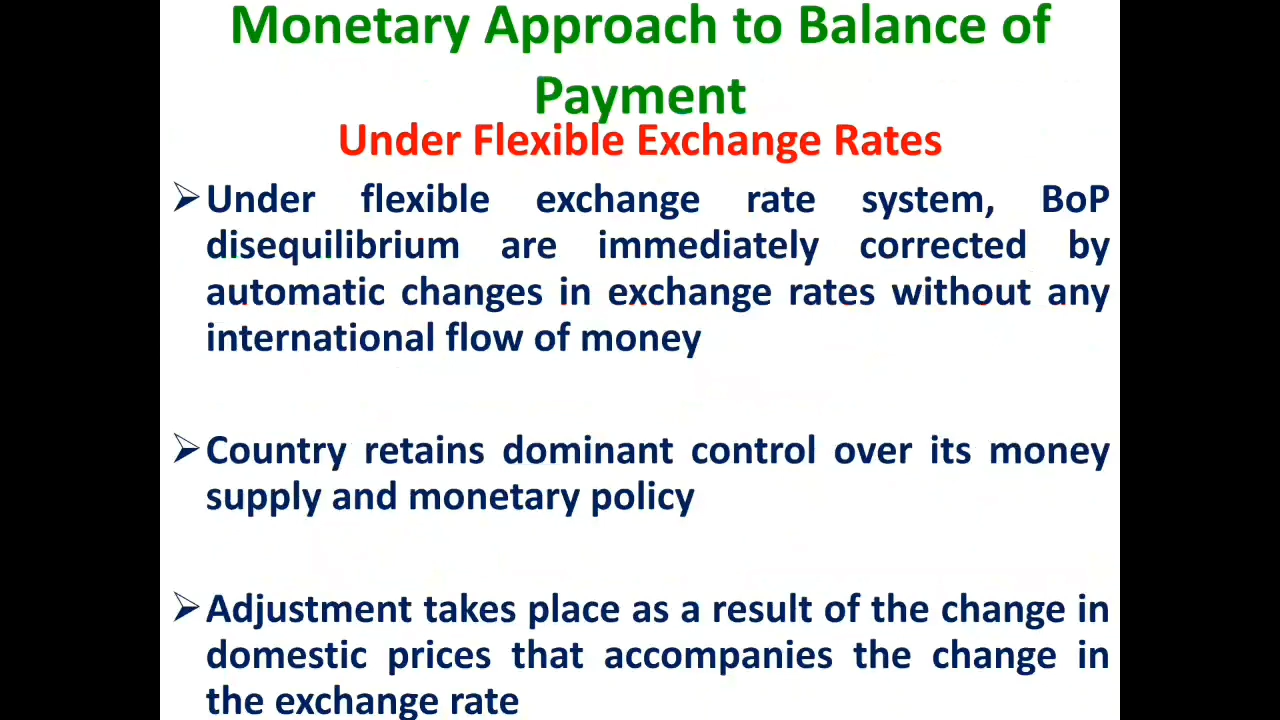 Monetary Approach to Balance of
Payment
Under Flexible Exchange Rates
➢Under flexible exchange rate system, BoP
disequilibrium are immediately corrected by
automatic changes in exchange rates without any
international flow of money
➢Country retains dominant control over its money
supply and monetary policy
➢Adjustment takes place as a result of the change in
domestic prices that accompanies the change in
the exchange rate